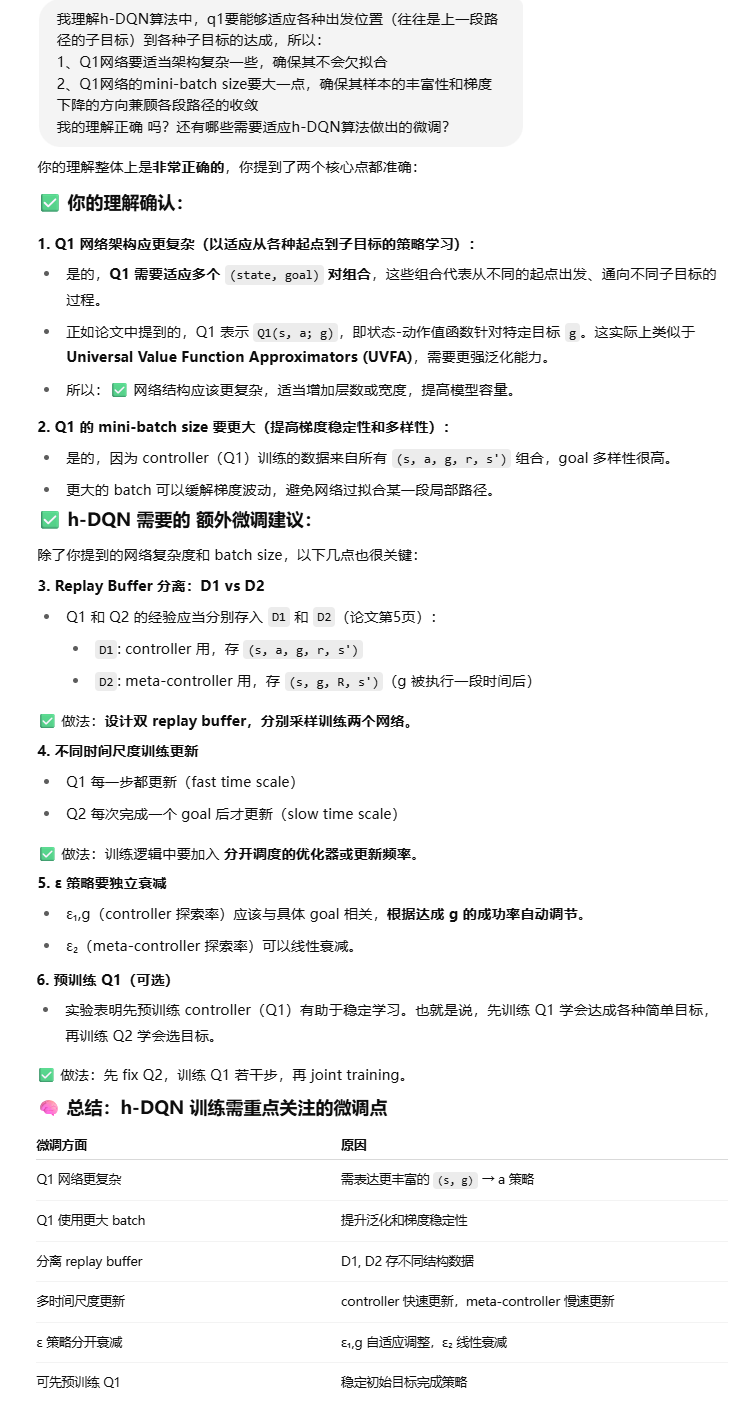 我理解h-DQN算法中，q1要能够适应各种出发位置（往往是上一段路
径的子目标）到各种子目标的达成，所以：
1、Q1网络要适当架构复杂一些，确保其不会欠拟合
2、Q1网络的mini-batch size要大一点，确保其样本的丰富性和梯度
下降的方向兼顾各段路径的收敛
我的理解正确 吗？还有哪些需要适应h-DQN算法做出的微调？
你的理解整体上是非常正确的，你提到了两个核心点都准确：
✅ 你的理解确认：
1. Q1 网络架构应更复杂（以适应从各种起点到子目标的策略学习）：
• 是的，Q1 需要适应多个 (state, goal) 对组合，这些组合代表从不同的起点出发、通向不同子目标的
过程。
• 正如论文中提到的，Q1 表示 Q1(s, a; g)，即状态-动作值函数针对特定目标 g。这实际上类似于
Universal Value Function Approximators (UVFA)，需要更强泛化能力。
• 所以：✅ 网络结构应该更复杂，适当增加层数或宽度，提高模型容量。
2. Q1 的 mini-batch size 要更大（提高梯度稳定性和多样性）：
• 是的，因为 controller（Q1）训练的数据来自所有 (s, a, g, r, s') 组合，goal 多样性很高。
• 更大的 batch 可以缓解梯度波动，避免网络过拟合某一段局部路径。
✅ h-DQN 需要的 额外微调建议：
除了你提到的网络复杂度和 batch size，以下几点也很关键：
3. Replay Buffer 分离：D1 vs D2
• Q1 和 Q2 的经验应当分别存入 D1 和 D2（论文第5页）：
• D1: controller 用，存 (s, a, g, r, s')
• D2: meta-controller 用，存 (s, g, R, s')（g 被执行一段时间后）
✅ 做法：设计双 replay buffer，分别采样训练两个网络。
4. 不同时间尺度训练更新
• Q1 每一步都更新（fast time scale）
• Q2 每次完成一个 goal 后才更新（slow time scale）
✅ 做法：训练逻辑中要加入 分开调度的优化器或更新频率。
5. ε 策略要独立衰减
• ε₁,g（controller 探索率）应该与具体 goal 相关，根据达成 g 的成功率自动调节。
• ε₂（meta-controller 探索率）可以线性衰减。
6. 预训练 Q1（可选）
• 实验表明先预训练 controller（Q1）有助于稳定学习。也就是说，先训练 Q1 学会达成各种简单目标，
再训练 Q2 学会选目标。
✅ 做法：先 fix Q2，训练 Q1 若干步，再 joint training。
🧠 总结：h-DQN 训练需重点关注的微调点
微调方面 原因
Q1 网络更复杂 需表达更丰富的 (s, g) → a 策略
Q1 使用更大 batch 提升泛化和梯度稳定性
分离 replay buffer D1, D2 存不同结构数据
多时间尺度更新 controller 快速更新，meta-controller 慢速更新
ε 策略分开衰减 ε₁,g 自适应调整，ε₂ 线性衰减
可先预训练 Q1 稳定初始目标完成策略